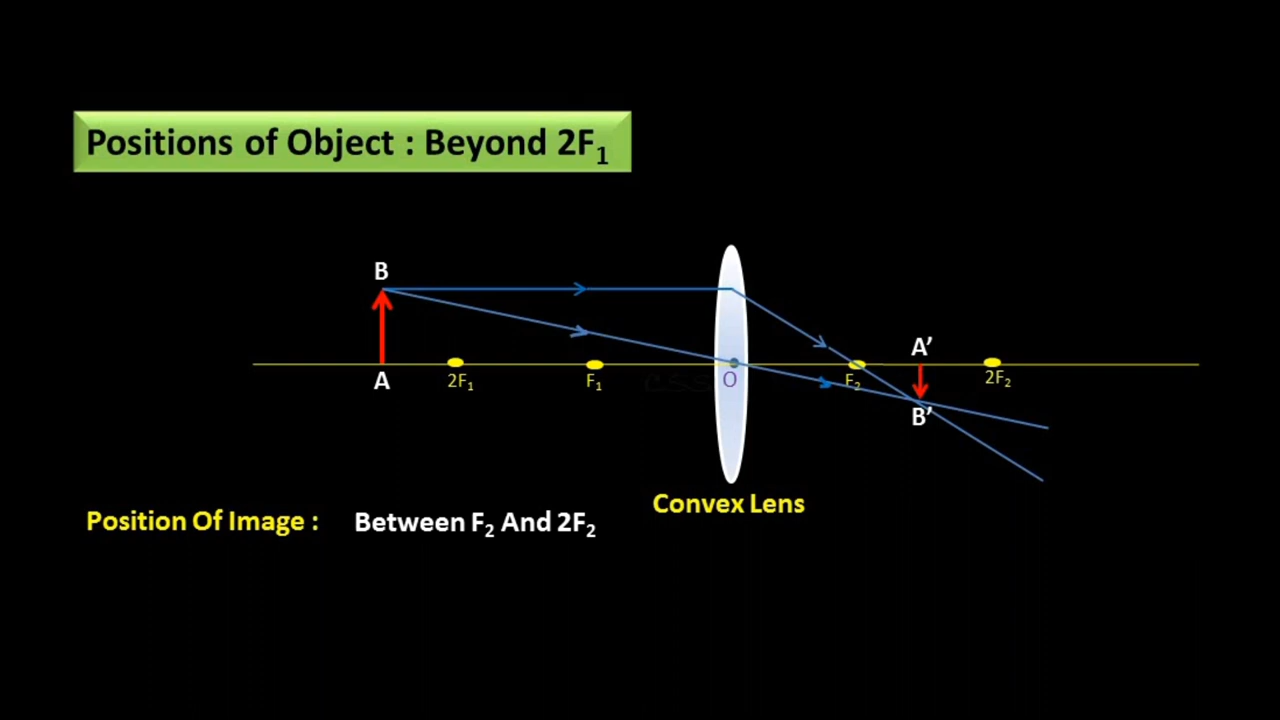 Positions of Object : Beyond 2F₁
B
A
2F₁
F₁
O
F₂
A’
B’
2F₂
Convex Lens
Position Of Image : Between F₂ And 2F₂